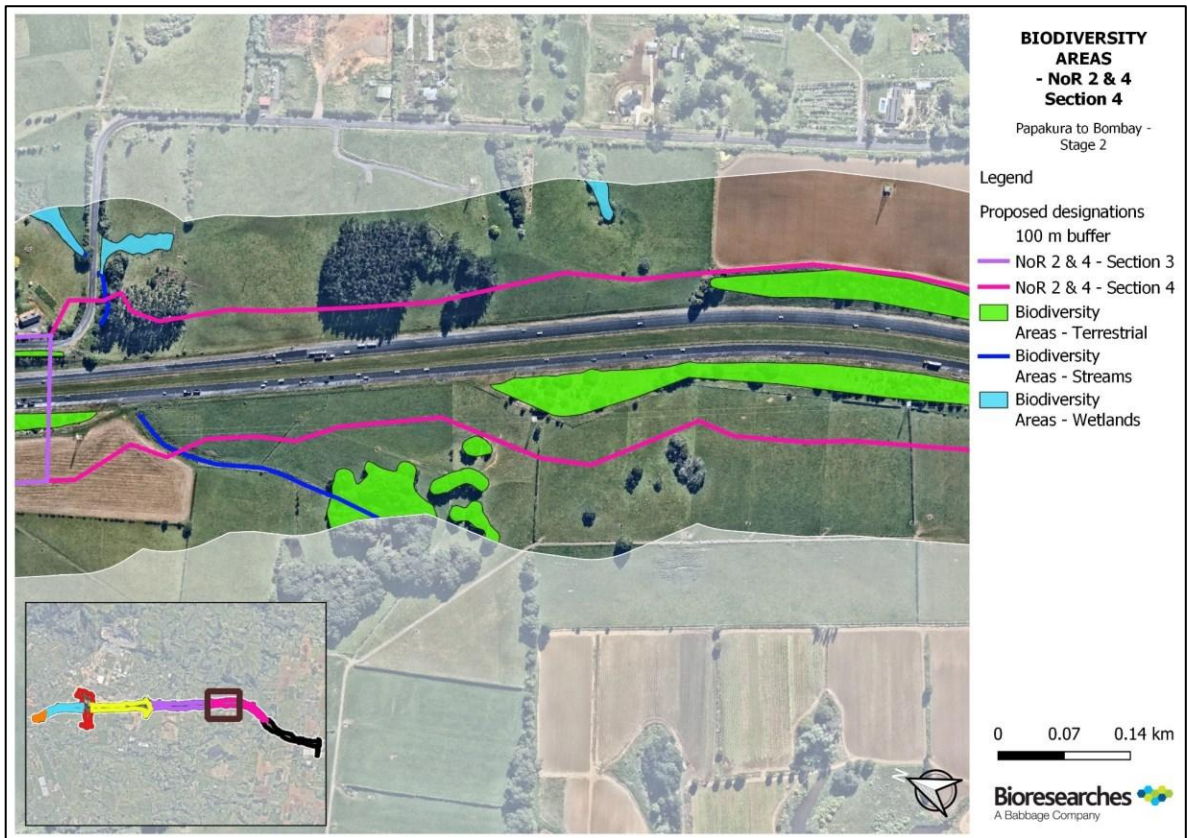 BIODIVERSITY
AREAS
- NoR 2 & 4
Section 4
Papakura to Bombay -
Stage 2
Legend
Proposed designations
100 m buffer
NoR 2 & 4 - Section 3
NoR 2 & 4 - Section 4
Biodiversity
Areas - Terrestrial
Biodiversity
Areas - Streams
Biodiversity
Areas - Wetlands
0 0.07 0.14 km
Bioresearches
A Babbage Company